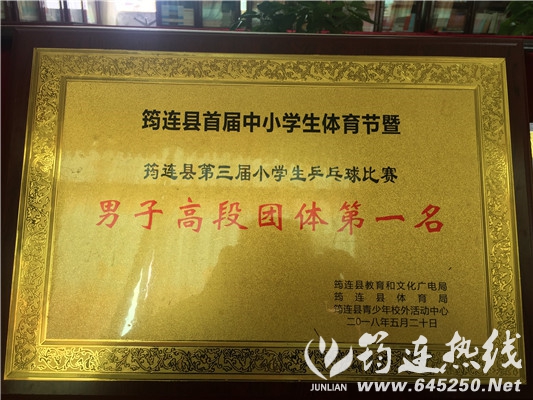 筠连县首届中小学生体育节暨
筠连县第三届小学生乒乓球比赛
男子高段团体第一名
筠连县教育和文化广电局
筠连县体育局
筠连县青少年校外活动中心
二〇一八年五月二十日
筠连热线
JUNLIAN
www.645250.Net